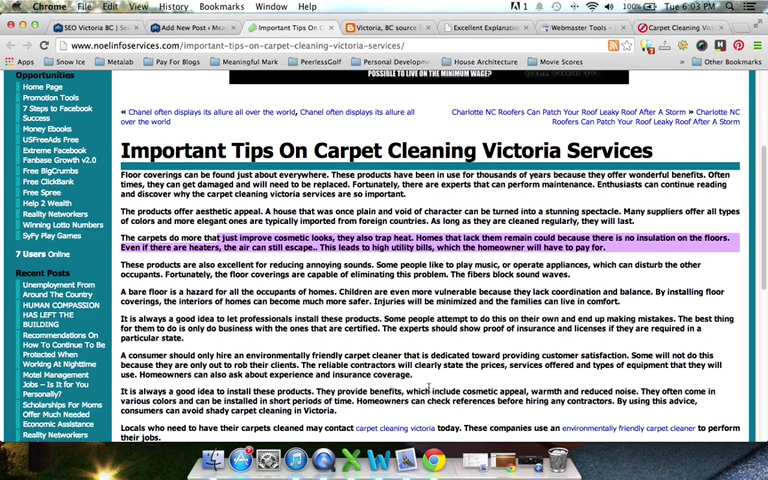 Chrome File Edit View History Bookmarks Window Help 1 100% Tue 6:03 PM
SEO Victoria BC | Se Add New Post ‹ Me Important Tips On C Victoria, BC source Excellent Explanation Webmaster Tools - Carpet Cleaning Vic
www.noelinfoservices.com/important-tips-on-carpet-cleaning-victoria-services/
Apps Snow Ice Metalab Pay For Blogs PeerlessGolf Meaningful Mark Personal Develop House Architecture Movie Scores Other Bookmarks
Opportunities
Home Page
Promotion Tools
7 Steps to Facebook
Success
Money Ebooks
USFreeAds Free
Extreme Facebook
Fanbase Growth v2.0
Free BigCrumbs
Free ClickBank
Free Spree
Help 2 Wealth
Reality Networkers
Winning Lotto Numbers
SyFy Play Games
7 Users Online
Recent Posts
Unemployment From
Around The Country
HUMAN COMPASSION
HAS LEFT THE
BUILDING
Recommendations On
How To Continue To Be
Protected When
Working At Nighttime
Motel Management
Jobs – Is It for You
Personally?
Scholarships For Moms
Offer Much Needed
Economic Assistance
Reality Networkers
POSSIBLE TO LIVE ON THE MINIMUM WAGE?
« Chanel often displays its allure all over the world, Chanel often displays its allure all
over the world
Charlotte NC Roofers Can Patch Your Roof Leaky Roof After A Storm » Charlotte NC
Roofers Can Patch Your Roof Leaky Roof After A Storm
Important Tips On Carpet Cleaning Victoria Services
Floor coverings can be found just about everywhere. These products have been in use for thousands of years because they offer wonderful benefits. Often
times, they can get damaged and will need to be replaced. Fortunately, there are experts that can perform maintenance. Enthusiasts can continue reading
and discover why the carpet cleaning victoria services are so important.
The products offer aesthetic appeal. A house that was once plain and void of character can be turned into a stunning spectacle. Many suppliers offer all types
of colors and more elegant ones are typically imported from foreign countries. As long as they are cleaned regularly, they will last.
The carpets do more that just improve cosmetic looks, they also trap heat. Homes that lack them remain could because there is no insulation on the floors.
Even if there are heaters, the air can still escape.. This leads to high utility bills, which the homeowner will have to pay for.
These products are also excellent for reducing annoying sounds. Some people like to play music, or operate appliances, which can disturb the other
occupants. Fortunately, the floor coverings are capable of eliminating this problem. The fibers block sound waves.
A bare floor is a hazard for all the occupants of homes. Children are even more vulnerable because they lack coordination and balance. By installing floor
coverings, the interiors of homes can become much more safer. Injuries will be minimized and the families can live in comfort.
It is always a good idea to let professionals install these products. Some people attempt to do this on their own and end up making mistakes. The best thing
for them to do is only do business with the ones that are certified. The experts should show proof of insurance and licenses if they are required in a
particular state.
A consumer should only hire an environmentally friendly carpet cleaner that is dedicated toward providing customer satisfaction. Some will not do this
because they are only out to rob their clients. The reliable contractors will clearly state the prices, services offered and types of equipment that they will
use. Homeowners can also ask about experience and insurance coverage.
It is always a good idea to install these products. They provide benefits, which include cosmetic appeal, warmth and reduced noise. They often come in
various colors and can be installed in short periods of time. Homeowners can check references before hiring any contractors. By using this advice,
consumers can avoid shady carpet cleaning in Victoria.
Locals who need to have their carpets cleaned may contact carpet cleaning victoria today. These companies use an environmentally friendly carpet cleaner to perform
their jobs.